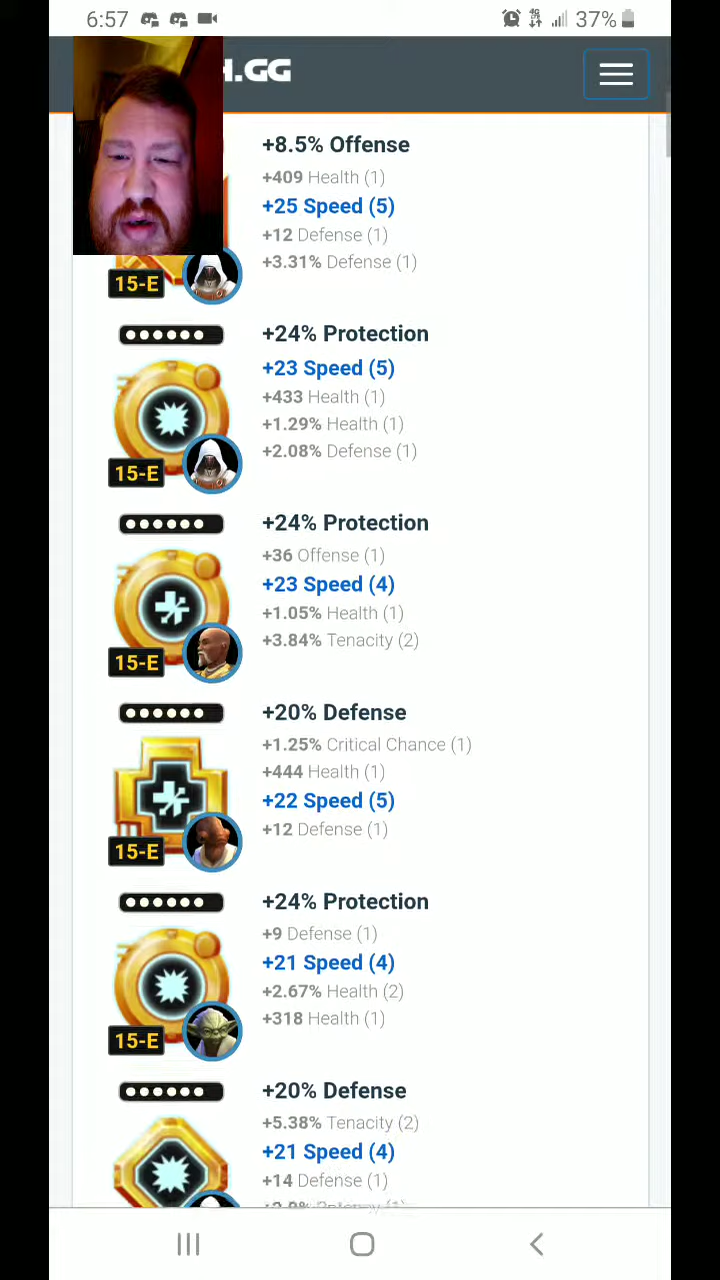 6:57
37%
H.GG
+8.5% Offense
+409 Health (1)
+25 Speed (5)
+12 Defense (1)
+3.31% Defense (1)
15-E
+24% Protection
+23 Speed (5)
+433 Health (1)
+1.29% Health (1)
+2.08% Defense (1)
15-E
+24% Protection
+36 Offense (1)
+23 Speed (4)
+1.05% Health (1)
+3.84% Tenacity (2)
15-E
+20% Defense
+1.25% Critical Chance (1)
+444 Health (1)
+22 Speed (5)
+12 Defense (1)
15-E
+24% Protection
+9 Defense (1)
+21 Speed (4)
+2.67% Health (2)
+318 Health (1)
15-E
+20% Defense
+5.38% Tenacity (2)
+21 Speed (4)
+14 Defense (1)